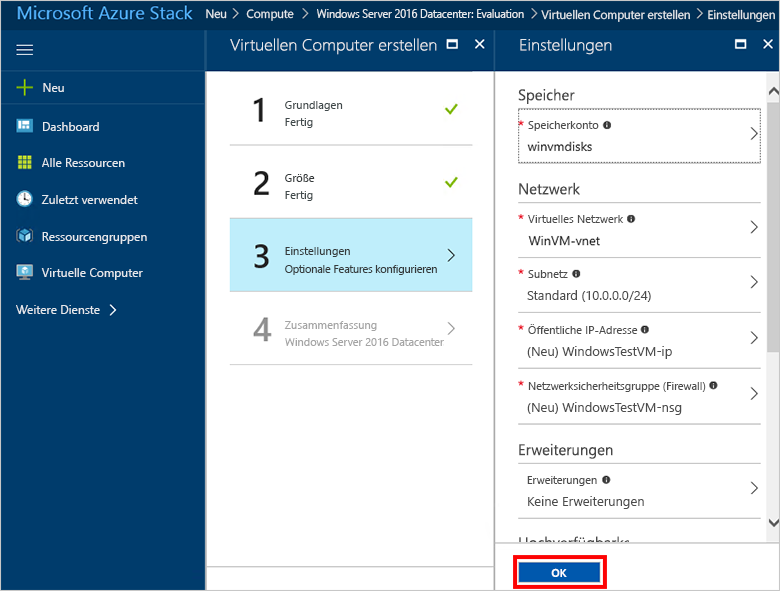 Microsoft Azure Stack
Neu > Compute > Windows Server 2016 Datacenter: Evaluation > Virtuellen Computer erstellen > Einstellungen
Neu
Dashboard
Alle Ressourcen
Zuletzt verwendet
Ressourcengruppen
Virtuelle Computer
Weitere Dienste >
Virtuellen Computer erstellen
1
Grundlagen
Fertig
2
Größe
Fertig
3
Einstellungen
Optionale Features konfigurieren
4
Zusammenfassung
Windows Server 2016 Datacenter
Einstellungen
Speicher
* Speicherkonto
winvmdisks
Netzwerk
* Virtuelles Netzwerk
WinVM-vnet
* Subnetz
Standard (10.0.0.0/24)
* Öffentliche IP-Adresse
(Neu) WindowsTestVM-ip
* Netzwerksicherheitsgruppe (Firewall)
(Neu) WindowsTestVM-nsg
Erweiterungen
Erweiterungen
Keine Erweiterungen
OK